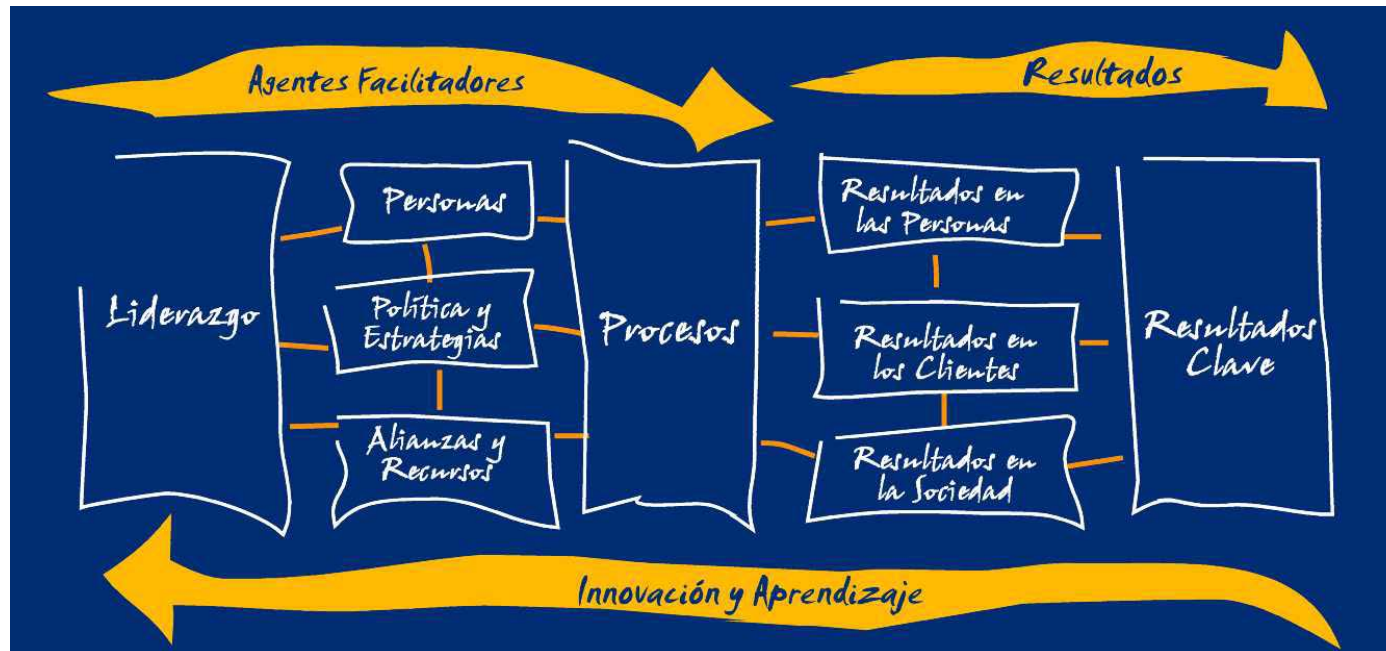 Agentes Facilitadores
Resultados
Liderazgo
Personas
Política y
Estrategias
Alianzas y
Recursos
Procesos
Resultados en
las Personas
Resultados en
los Clientes
Resultados en
la Sociedad
Resultados
Clave
Innovación y Aprendizaje